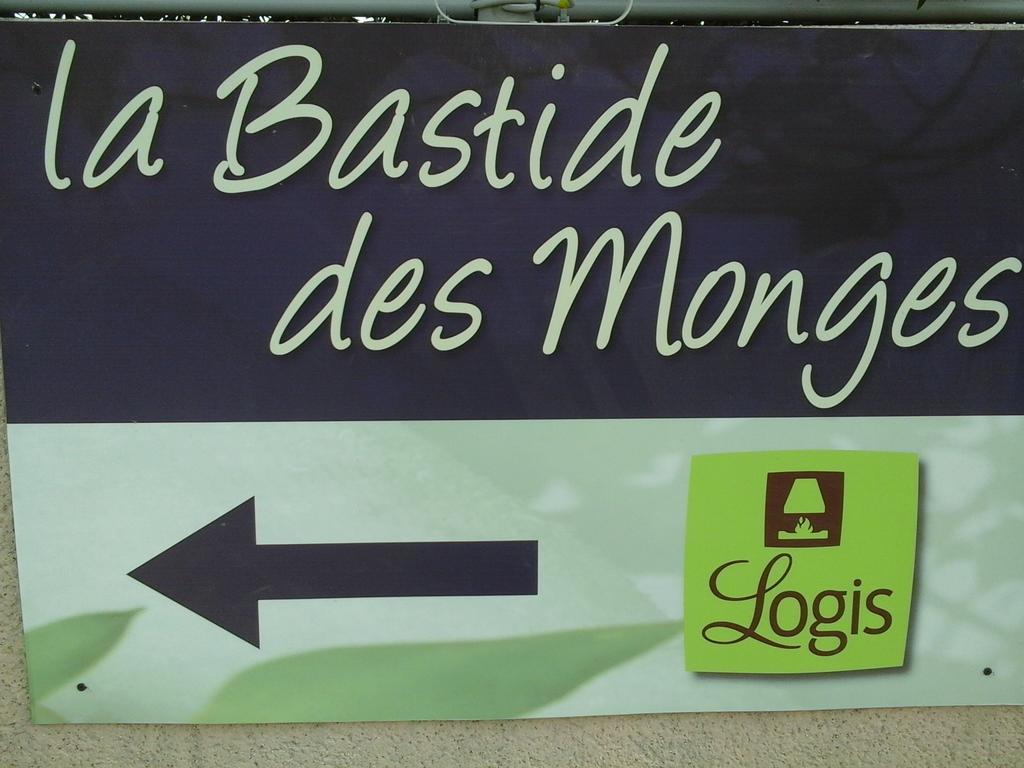 la Bastide
des Monges
Logis